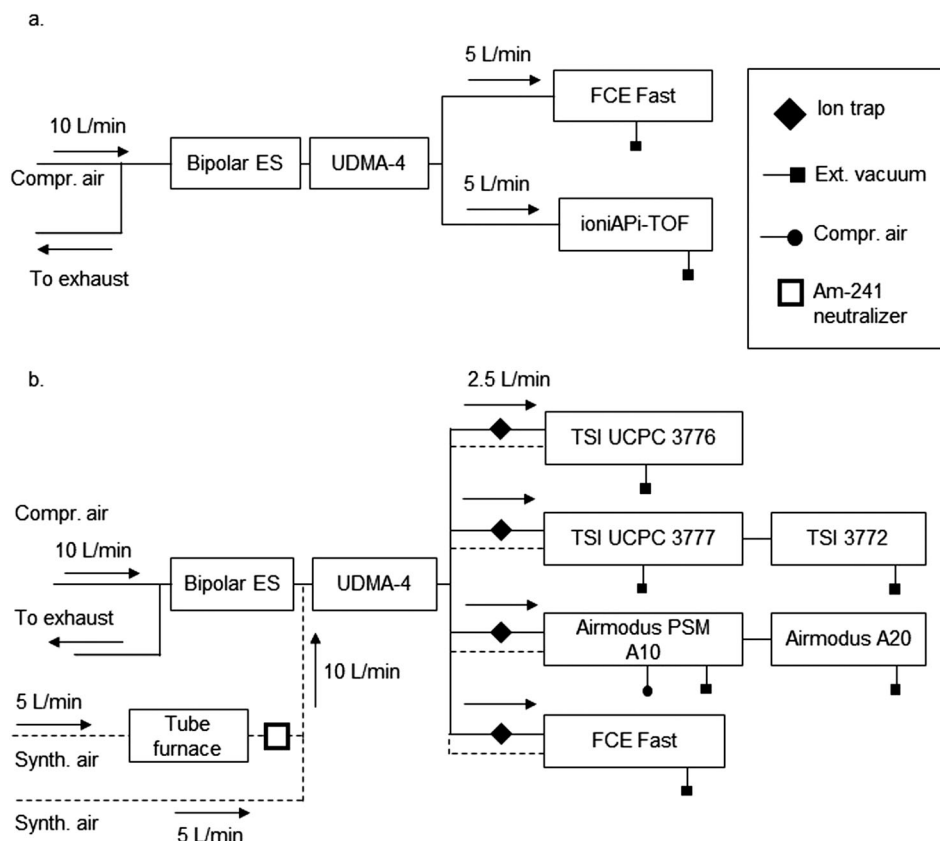 a.
5 L/min
FCE Fast
10 L/min
Compr. air
Bipolar ES
UDMA-4
5 L/min
ioniAPi-TOF
To exhaust
Ion trap
Ext. vacuum
Compr. air
Am-241
neutralizer
b.
2.5 L/min
TSI UCPC 3776
Compr. air
10 L/min
TSI UCPC 3777
TSI 3772
Bipolar ES
UDMA-4
To exhaust
Airmodus PSM
A10
Airmodus A20
10 L/min
5 L/min
Tube
furnace
Synth. air
FCE Fast
Synth. air
5 L/min